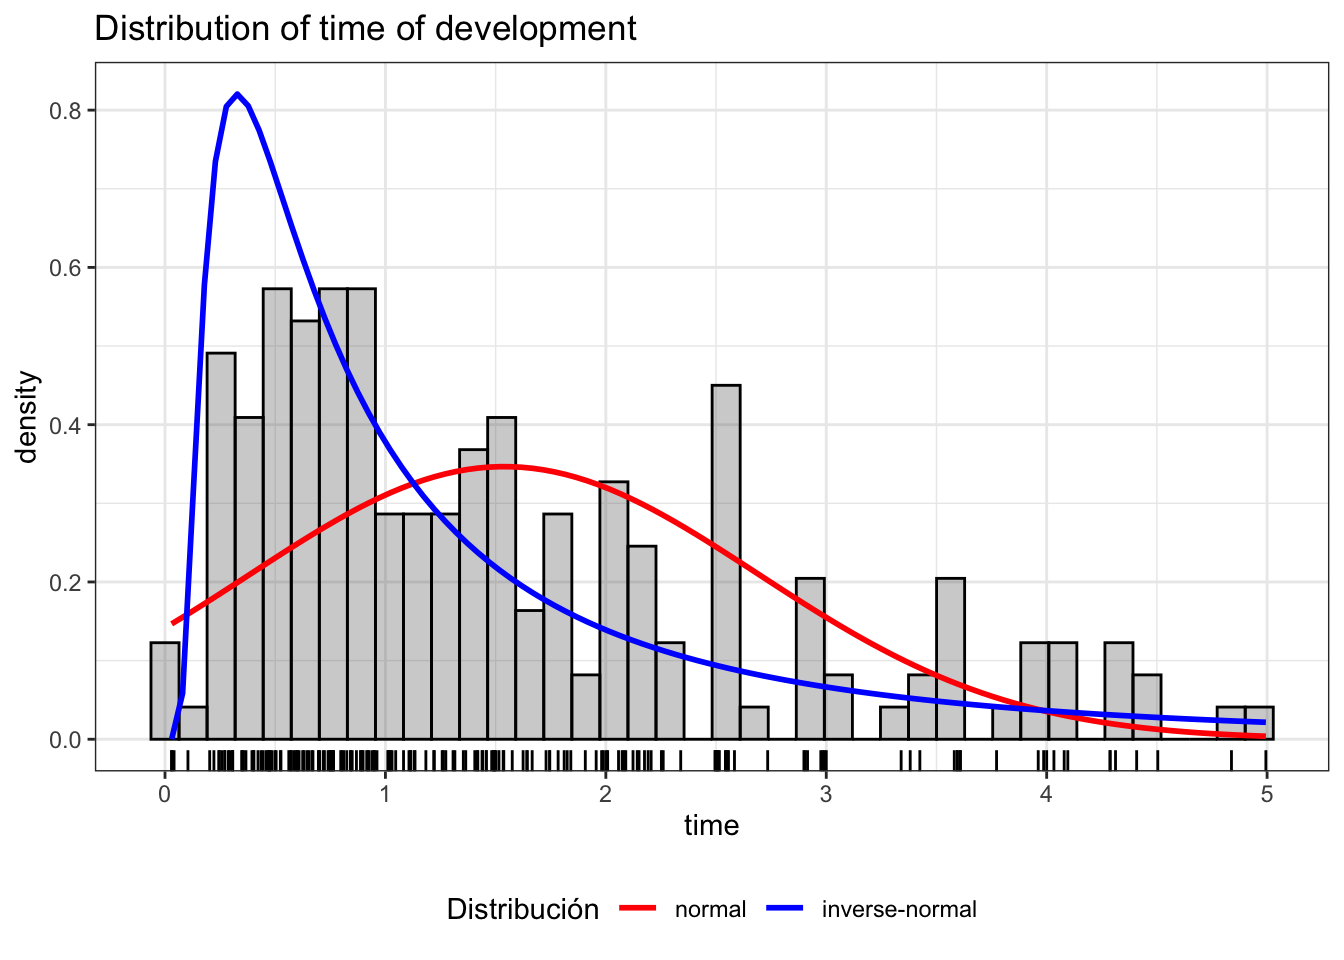 Distribution of time of development
0.8
0.6
0.4
0.2
0.0
density
0 1 2 3 4 5
time
Distribución normal inverse-normal